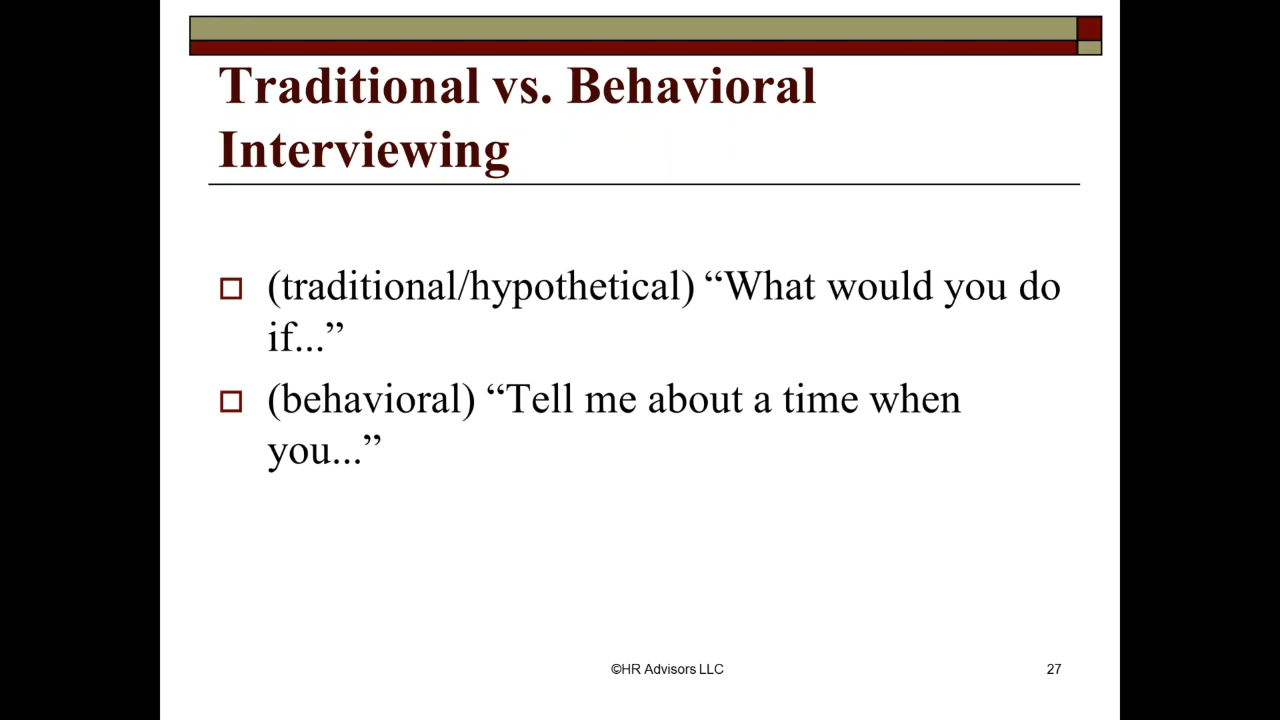 Traditional vs. Behavioral
Interviewing
(traditional/hypothetical) “What would you do
if...”
(behavioral) “Tell me about a time when
you...”
©HR Advisors LLC
27